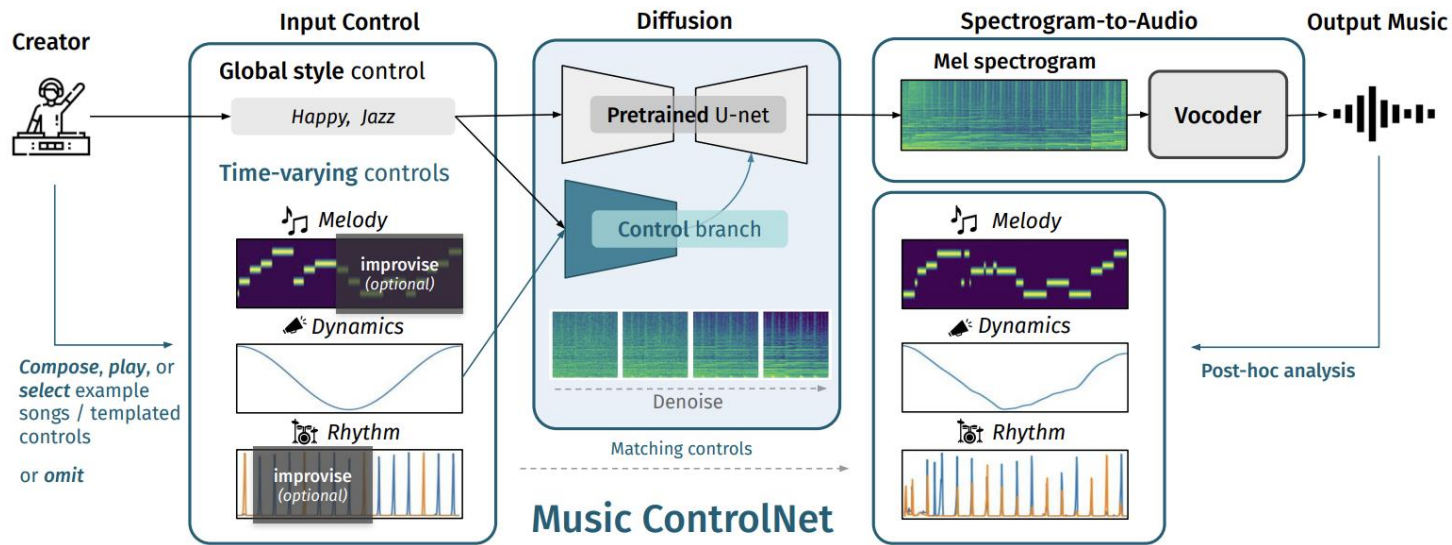 Creator
Input Control
Diffusion
Spectrogram-to-Audio
Output Music
Global style control
Happy, Jazz
Time-varying controls
Melody
improvise
(optional)
Dynamics
Rhythm
improvise
(optional)
Compose, play, or
select example
songs / templated
controls
or omit
Pretrained U-net
Control branch
Denoise
Matching controls
Music ControlNet
Mel spectrogram
Vocoder
Melody
Dynamics
Rhythm
Post-hoc analysis